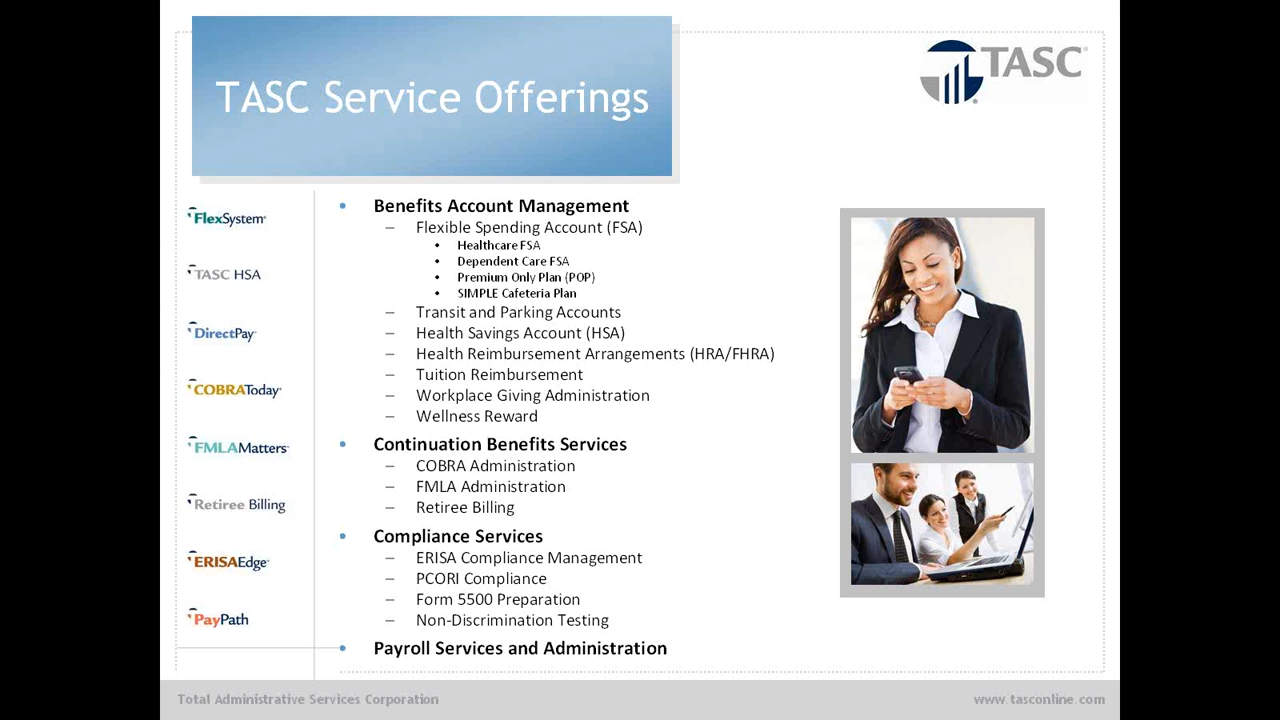 TASC Service Offerings
TASC
FlexSystem
TASC HSA
DirectPay
COBRAToday
FMLAMatters
Retiree Billing
ERISAEdge
PayPath
• Benefits Account Management
– Flexible Spending Account (FSA)
• Healthcare FSA
• Dependent Care FSA
• Premium Only Plan (POP)
• SIMPLE Cafeteria Plan
– Transit and Parking Accounts
– Health Savings Account (HSA)
– Health Reimbursement Arrangements (HRA/FHRA)
– Tuition Reimbursement
– Workplace Giving Administration
– Wellness Reward
• Continuation Benefits Services
– COBRA Administration
– FMLA Administration
– Retiree Billing
• Compliance Services
– ERISA Compliance Management
– PCORI Compliance
– Form 5500 Preparation
– Non-Discrimination Testing
• Payroll Services and Administration
Total Administrative Services Corporation
www.tasconline.com